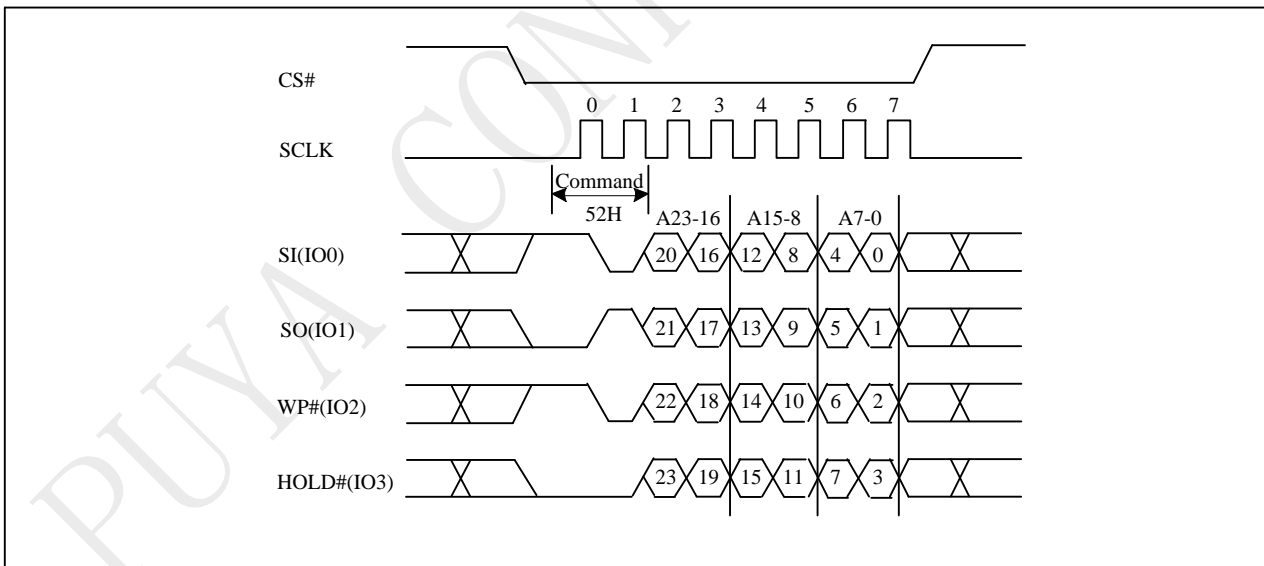 PUYA CONF
CS#
0 1 2 3 4 5 6 7
SCLK
Command
52H
A23-16 A15-8 A7-0
SI(IO0) 20 16 12 8 4 0
SO(IO1) 21 17 13 9 5 1
WP#(IO2) 22 18 14 10 6 2
HOLD#(IO3) 23 19 15 11 7 3